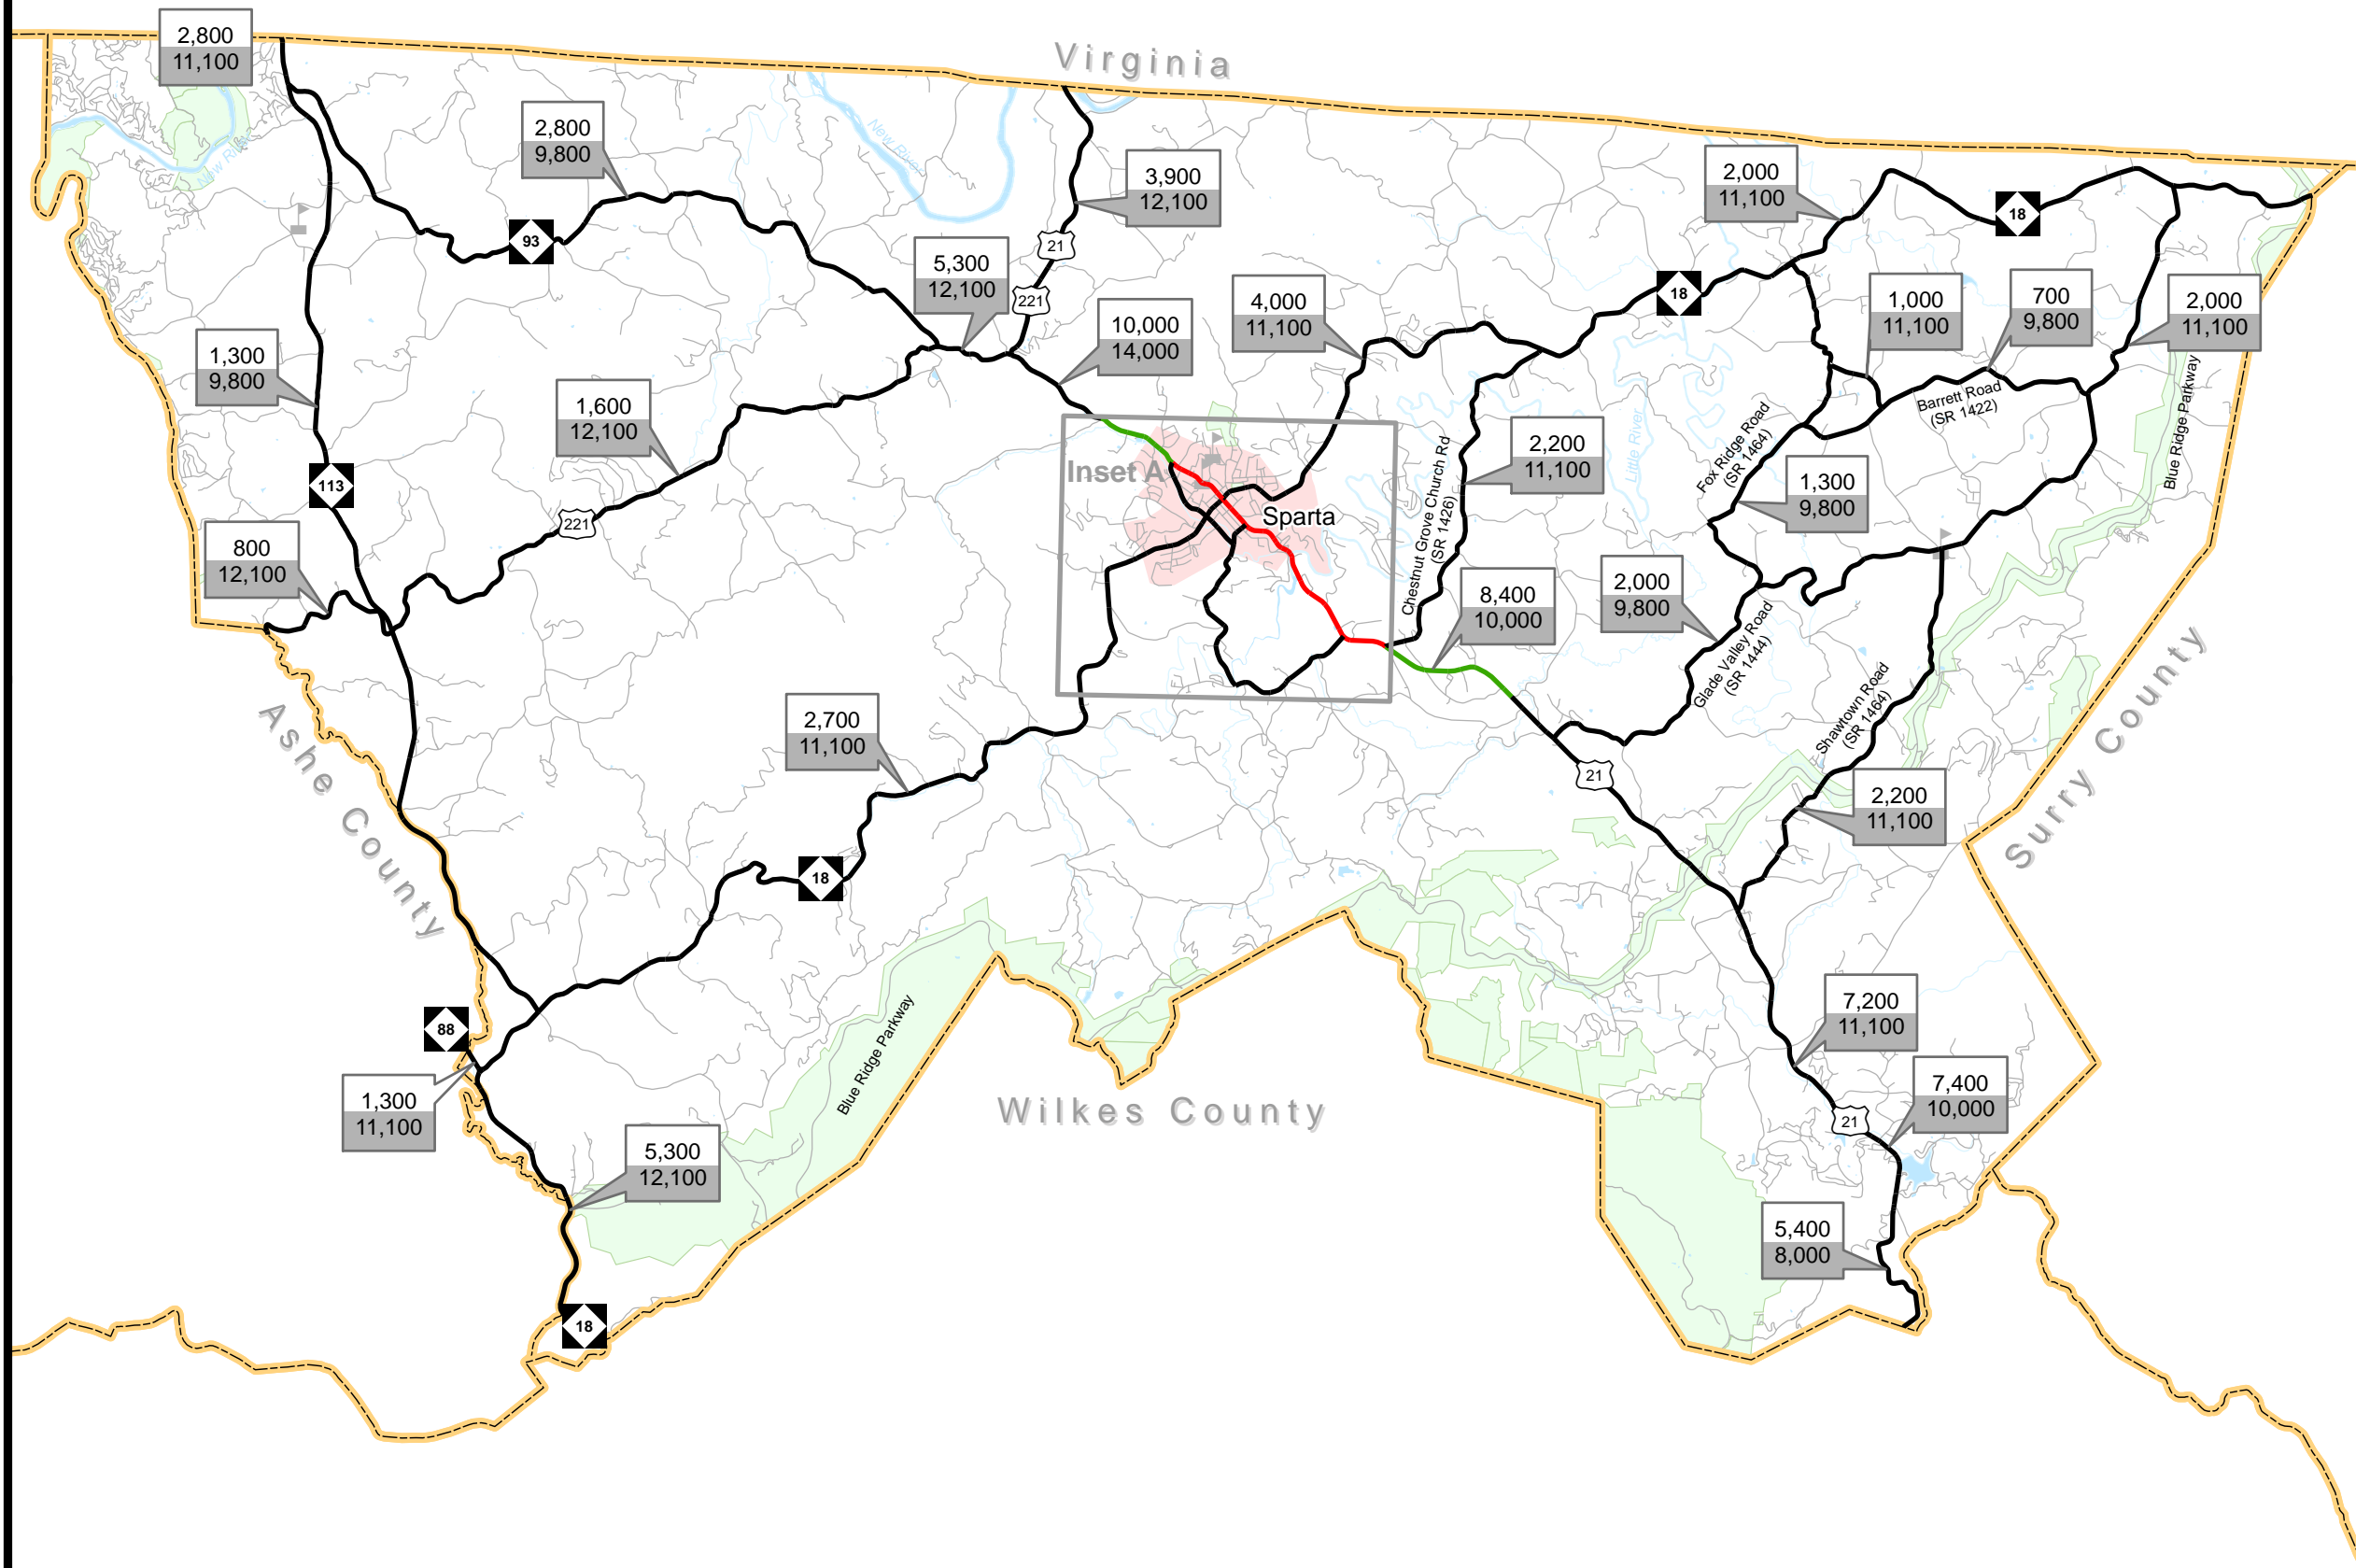 2,800
11,100
Virginia
2,800
9,800
New River
New River
3,900
12,100
2,000
11,100
93
21
18
5,300
12,100
221
10,000
14,000
4,000
11,100
18
1,000
11,100
700
9,800
2,000
11,100
1,300
9,800
1,600
12,100
Barrett Road
(SR 1422)
Blue Ridge Parkway
Inset A
Sparta
Chestnut Grove Church Rd
(SR 1426)
2,200
11,100
Little River
Fox Ridge Road
(SR 1464)
1,300
9,800
113
221
800
12,100
8,400
10,000
2,000
9,800
Glade Valley Road
(SR 1444)
Shawtown Road
(SR 1464)
Surry County
Ashe County
2,700
11,100
21
2,200
11,100
18
Blue Ridge Parkway
88
1,300
11,100
Wilkes County
7,200
11,100
7,400
10,000
21
5,300
12,100
5,400
8,000
18